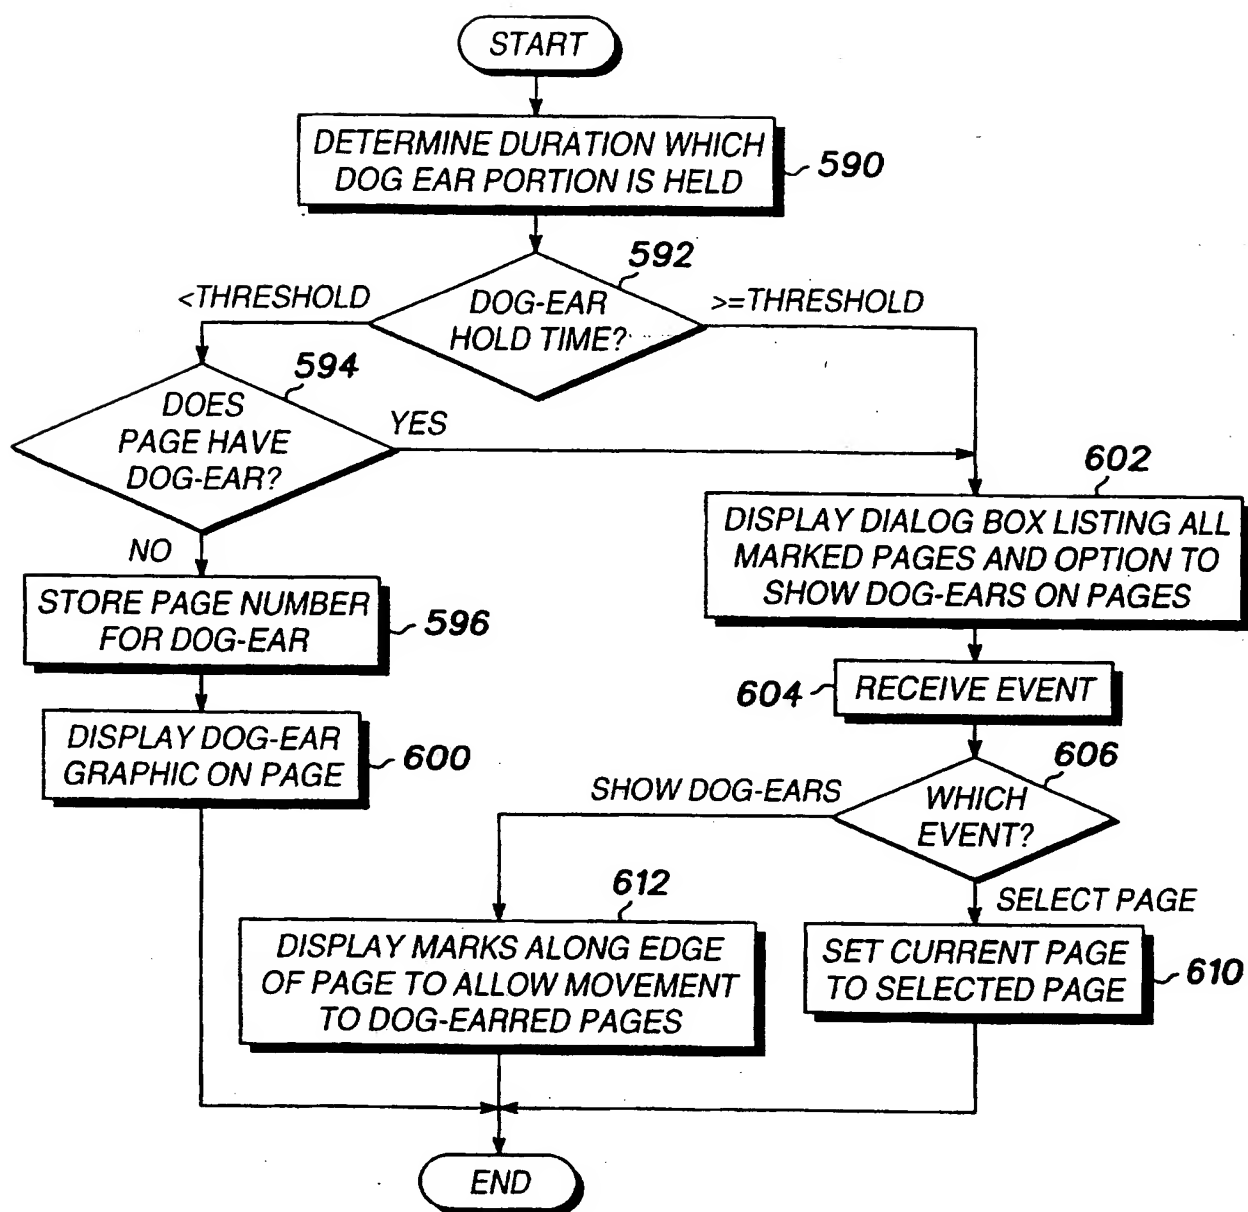 START
DETERMINE DURATION WHICH
DOG EAR PORTION IS HELD
590
592
<THRESHOLD
DOG-EAR
HOLD TIME?
>=THRESHOLD
594
DOES
PAGE HAVE
DOG-EAR?
YES
NO
602
DISPLAY DIALOG BOX LISTING ALL
MARKED PAGES AND OPTION TO
SHOW DOG-EARS ON PAGES
STORE PAGE NUMBER
FOR DOG-EAR
596
604
RECEIVE EVENT
DISPLAY DOG-EAR
GRAPHIC ON PAGE
600
606
SHOW DOG-EARS
WHICH
EVENT?
612
SELECT PAGE
DISPLAY MARKS ALONG EDGE
OF PAGE TO ALLOW MOVEMENT
TO DOG-EARRED PAGES
SET CURRENT PAGE
TO SELECTED PAGE
610
END